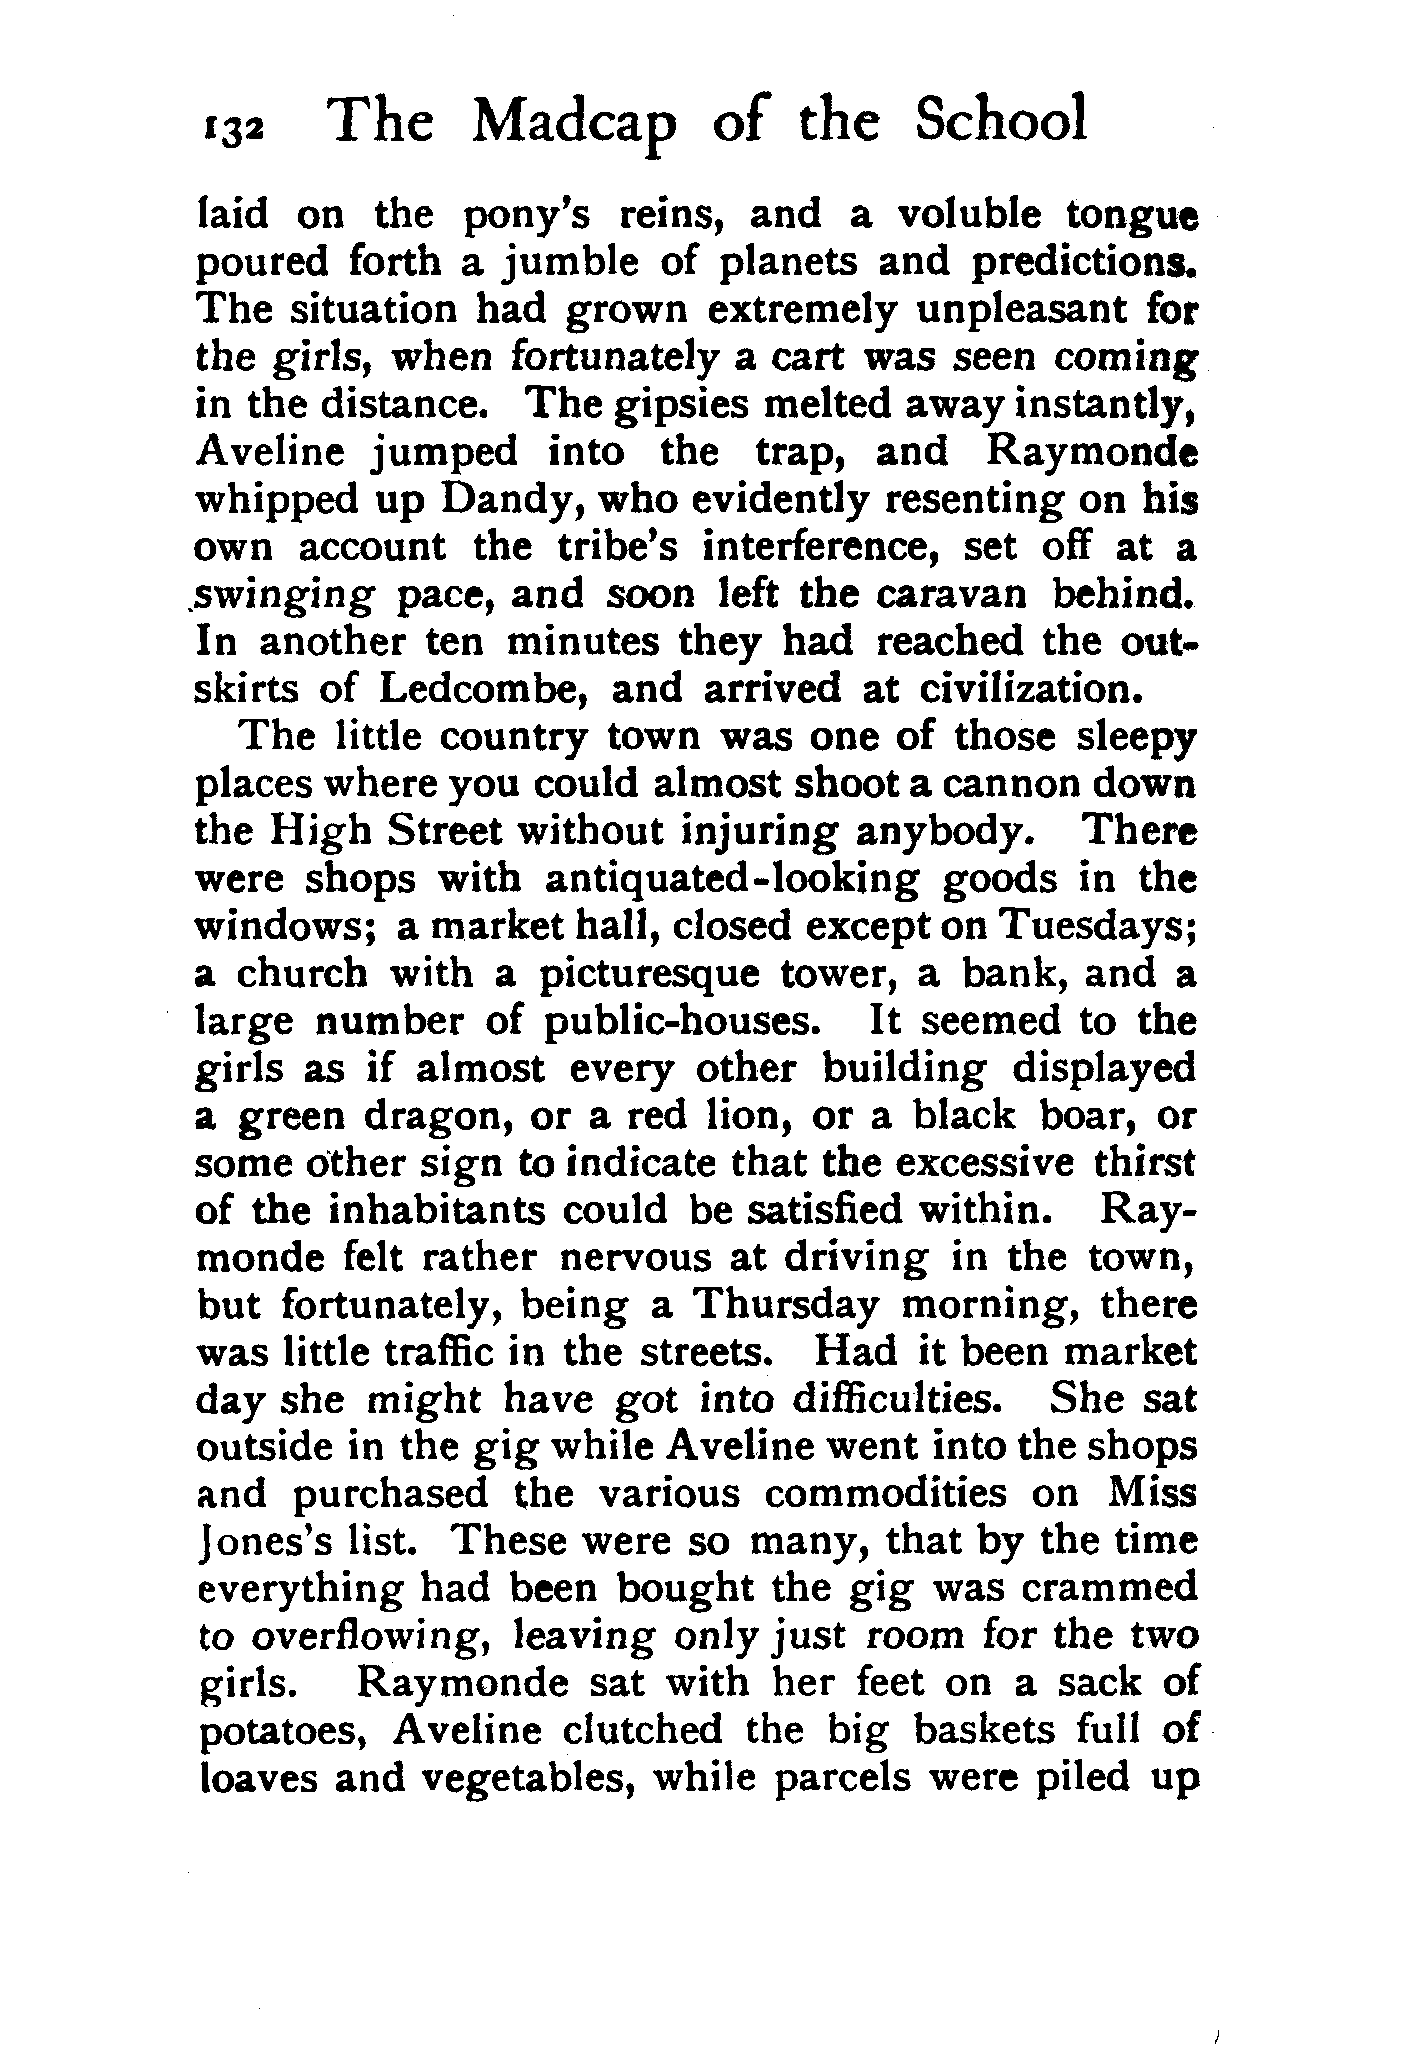 132 The Madcap of the School
laid on the pony's reins, and a voluble tongue
poured forth a jumble of planets and predictions.
The situation had grown extremely unpleasant for
the girls, when fortunately a cart was seen coming
in the distance. The gipsies melted away instantly,
Aveline jumped into the trap, and Raymonde
whipped up Dandy, who evidently resenting on his
own account the tribe's interference, set off at a
swinging pace, and soon left the caravan behind.
In another ten minutes they had reached the out-
skirts of Ledcombe, and arrived at civilization.
The little country town was one of those sleepy
places where you could almost shoot a cannon down
the High Street without injuring anybody. There
were shops with antiquated-looking goods in the
windows; a market hall, closed except on Tuesdays;
a church with a picturesque tower, a bank, and a
large number of public-houses. It seemed to the
girls as if almost every other building displayed
a green dragon, or a red lion, or a black boar, or
some other sign to indicate that the excessive thirst
of the inhabitants could be satisfied within. Ray-
monde felt rather nervous at driving in the town,
but fortunately, being a Thursday morning, there
was little traffic in the streets. Had it been market
day she might have got into difficulties. She sat
outside in the gig while Aveline went into the shops
and purchased the various commodities on Miss
Jones's list. These were so many, that by the time
everything had been bought the gig was crammed
to overflowing, leaving only just room for the two
girls. Raymonde sat with her feet on a sack of
potatoes, Aveline clutched the big baskets full of
loaves and vegetables, while parcels were piled up